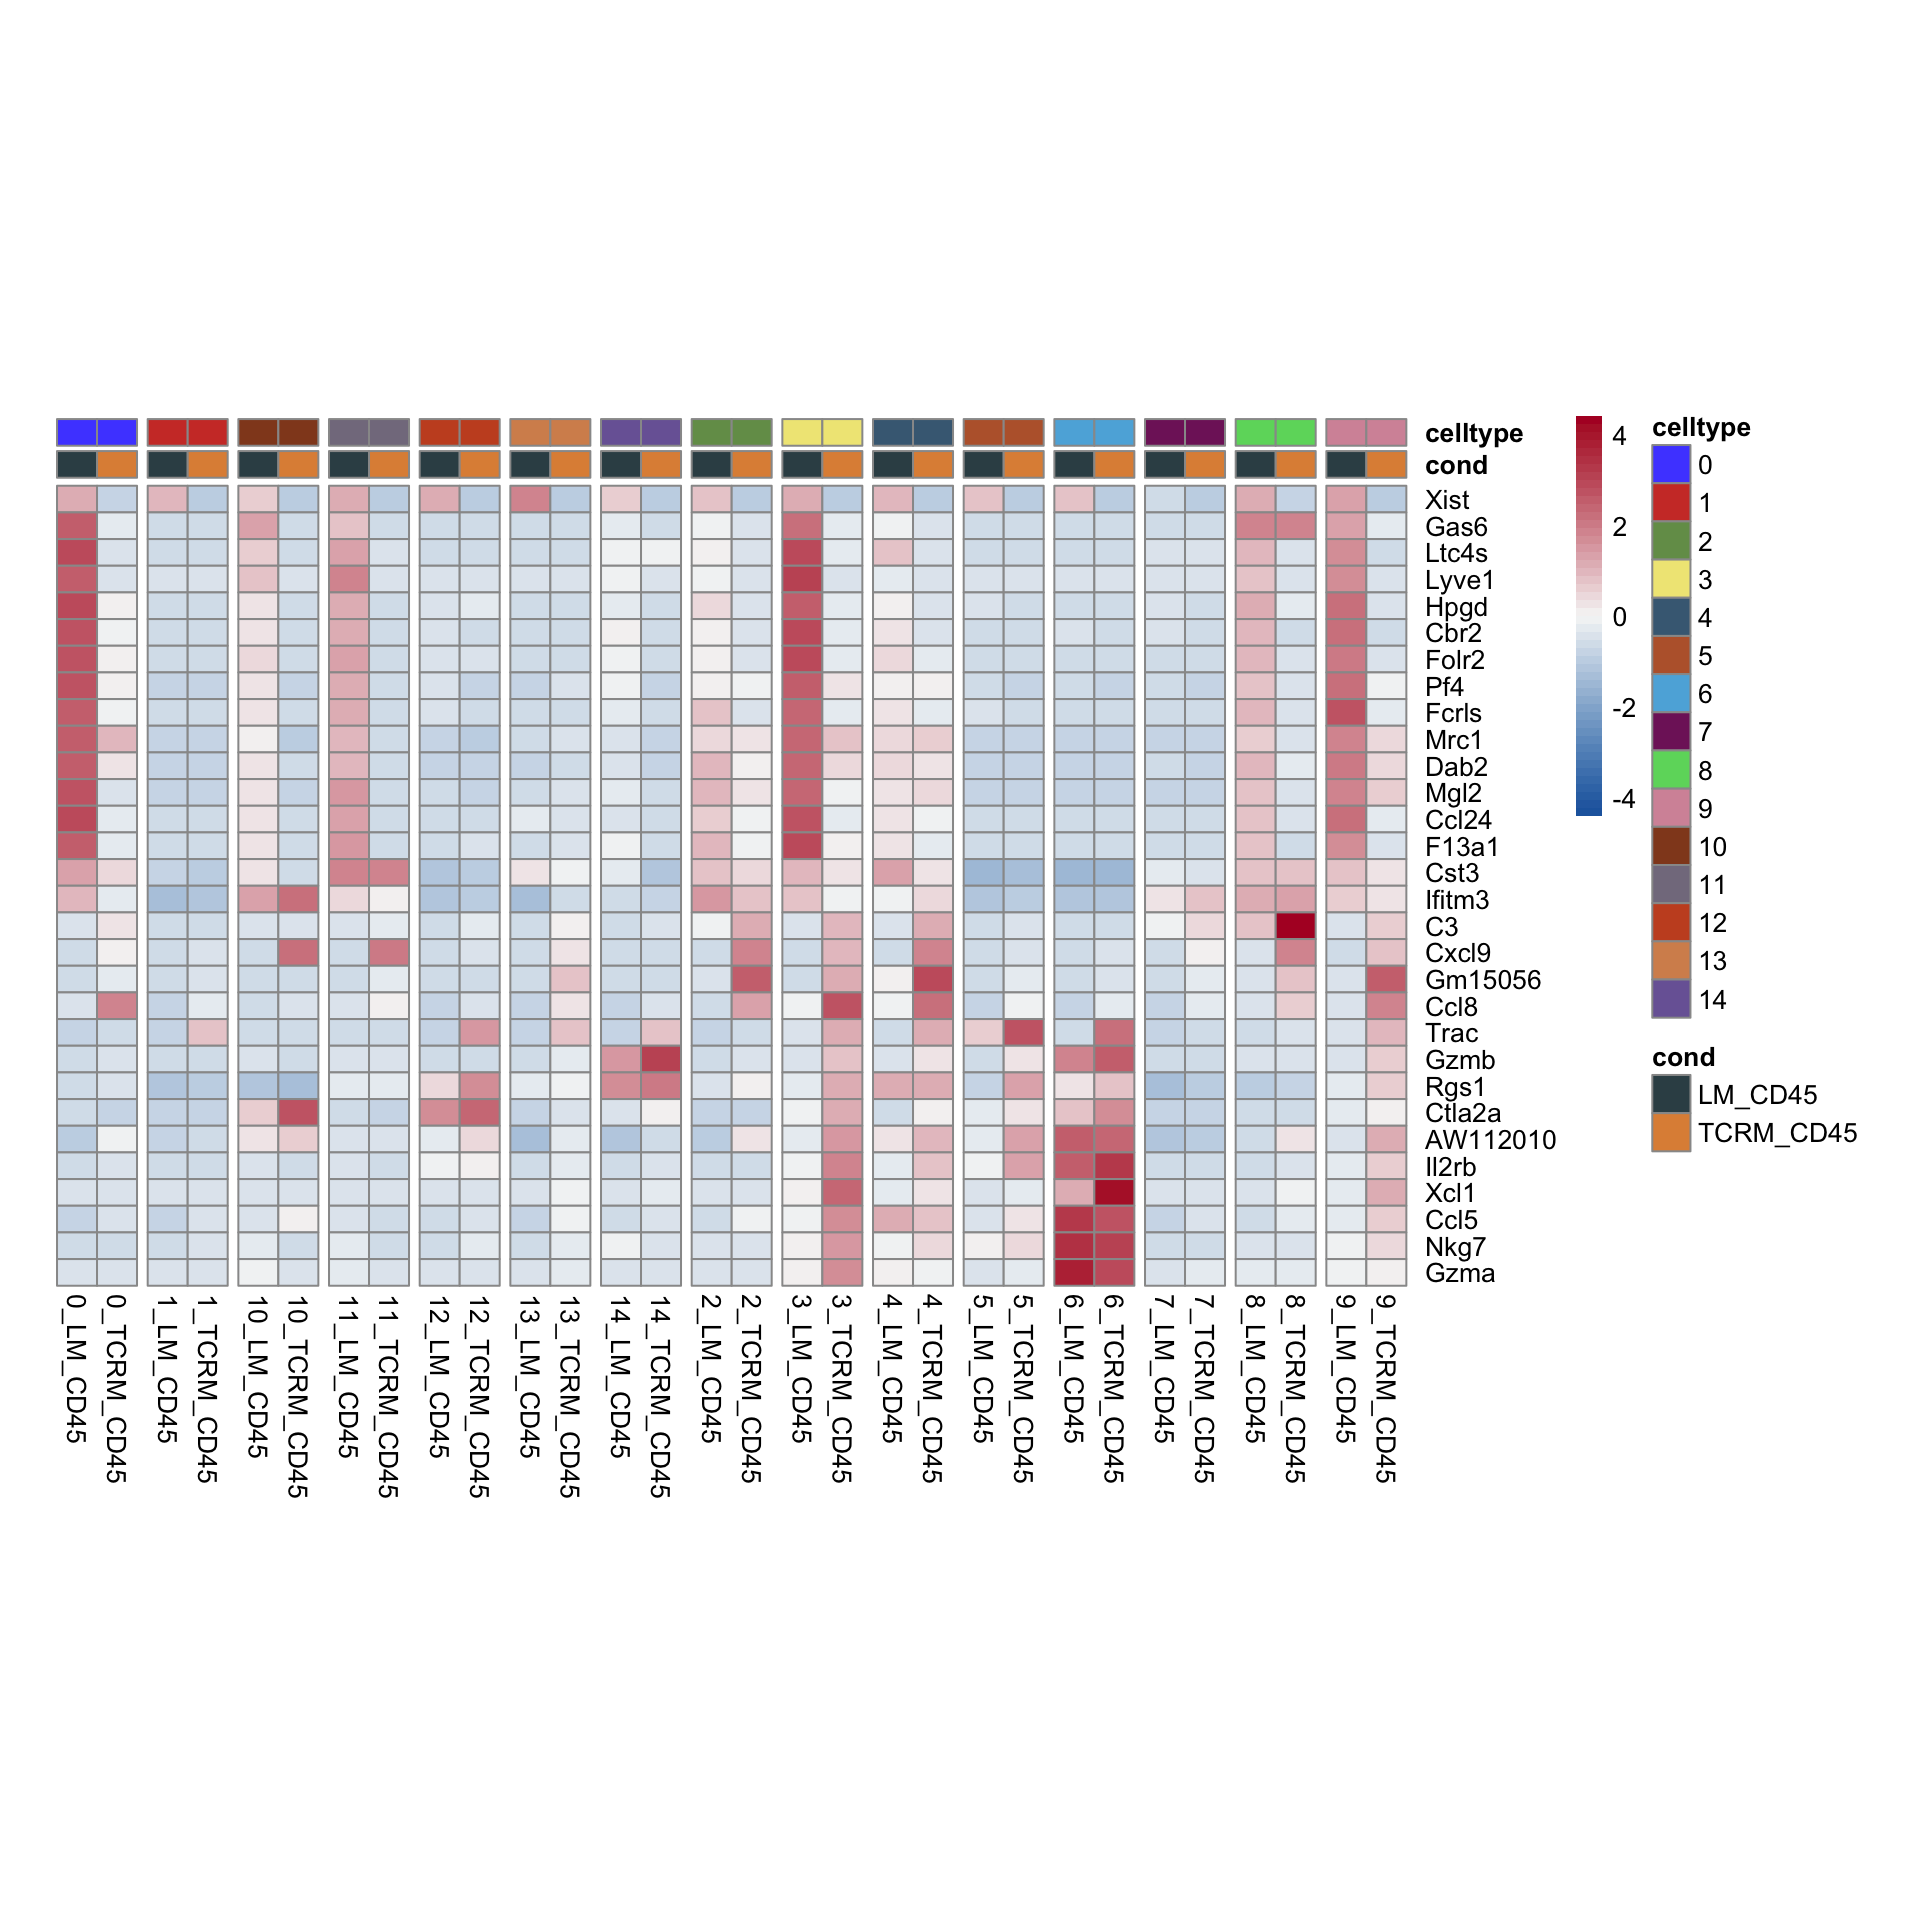 celltype
cond
Xist
Gas6
Ltc4s
Lyve1
Hpgd
Cbr2
Folr2
Pf4
Fcrls
Mrc1
Dab2
Mgl2
Ccl24
F13a1
Cst3
Ifitm3
C3
Cxcl9
Gm15056
Ccl8
Trac
Gzmb
Rgs1
Ctla2a
AW112010
Il2rb
Xcl1
Ccl5
Nkg7
Gzma
0_LM_CD45
0_TCRM_CD45
1_LM_CD45
1_TCRM_CD45
10_LM_CD45
10_TCRM_CD45
11_LM_CD45
11_TCRM_CD45
12_LM_CD45
12_TCRM_CD45
13_LM_CD45
13_TCRM_CD45
14_LM_CD45
14_TCRM_CD45
2_LM_CD45
2_TCRM_CD45
3_LM_CD45
3_TCRM_CD45
4_LM_CD45
4_TCRM_CD45
5_LM_CD45
5_TCRM_CD45
6_LM_CD45
6_TCRM_CD45
7_LM_CD45
7_TCRM_CD45
8_LM_CD45
8_TCRM_CD45
9_LM_CD45
9_TCRM_CD45
4
2
0
-2
-4
celltype
0
1
2
3
4
5
6
7
8
9
10
11
12
13
14
cond
LM_CD45
TCRM_CD45